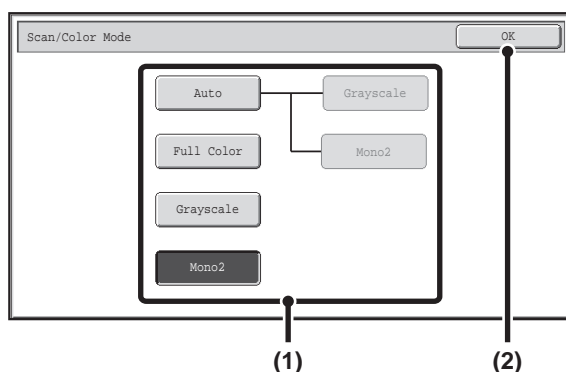 Scan/Color Mode OK
Auto Grayscale
Full Color Mono2
Grayscale
Mono2
(1) (2)